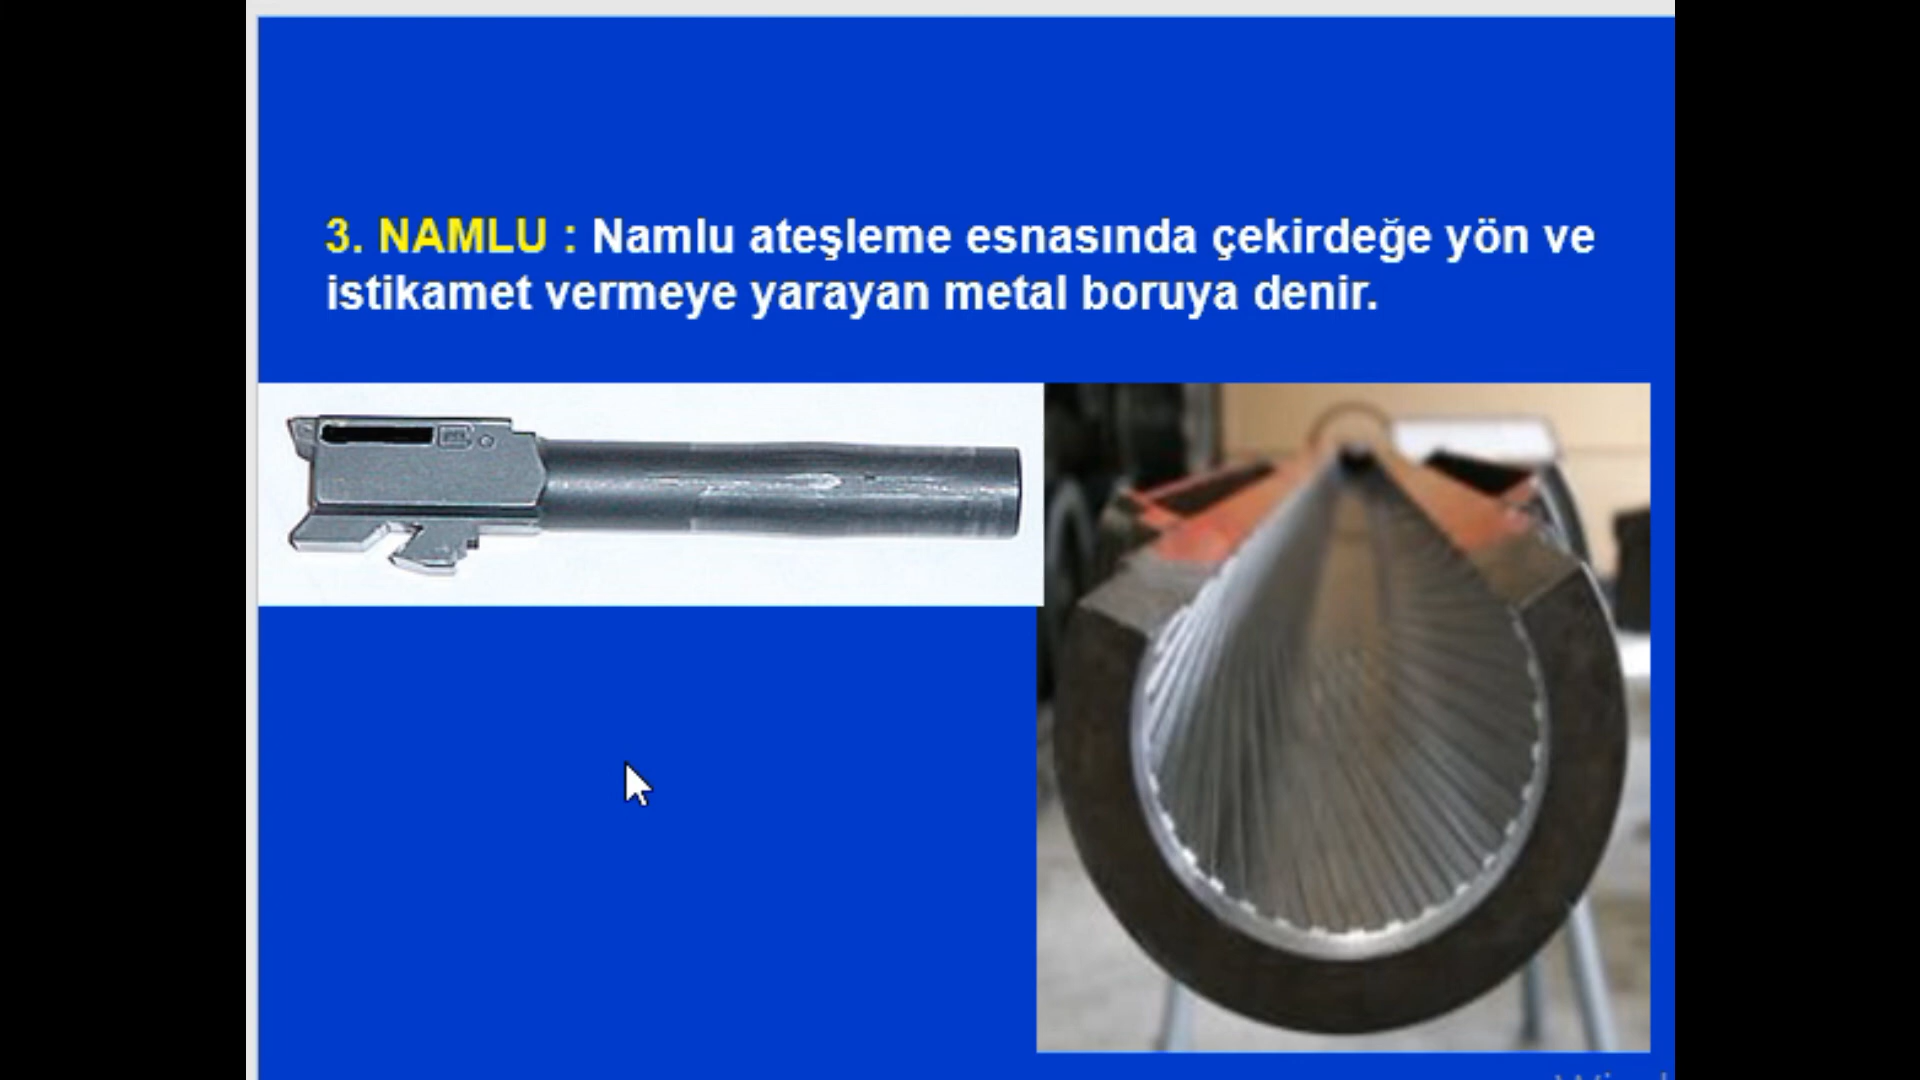 3. NAMLU : Namlu ateşleme esnasında çekirdeğe yön ve
istikamet vermeye yarayan metal boruya denir.